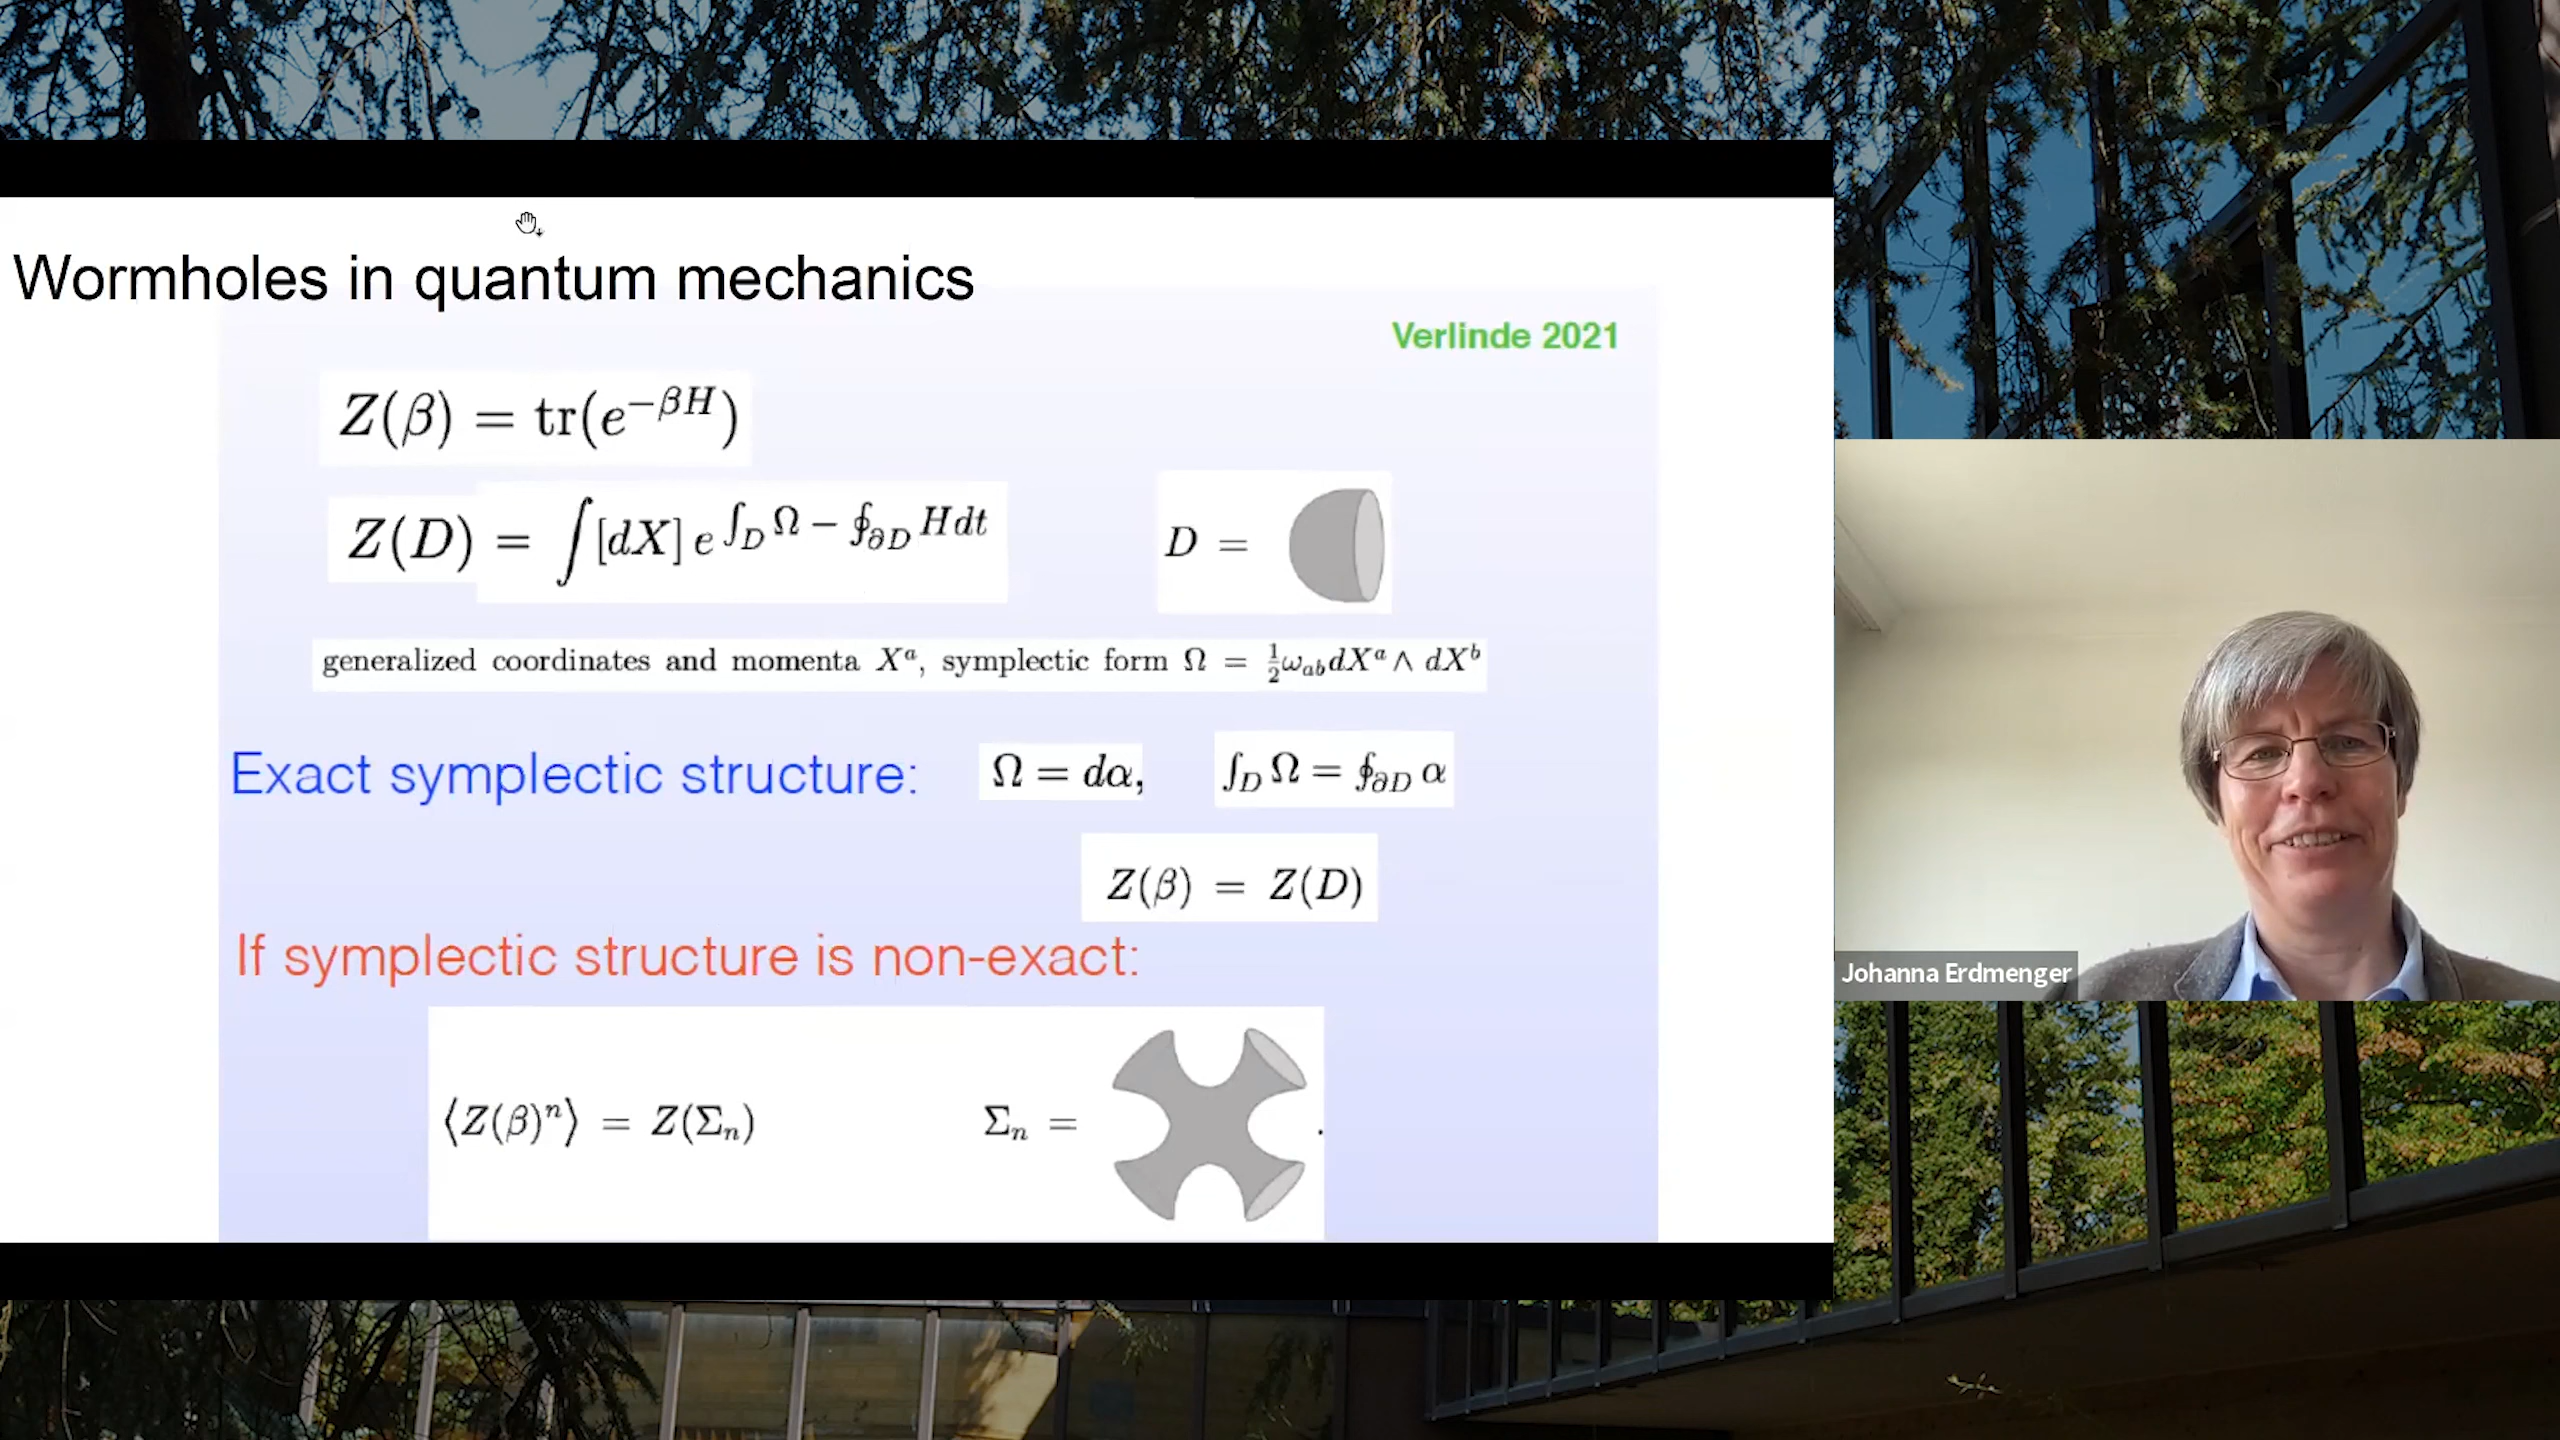 Wormholes in quantum mechanics
Verlinde 2021
Z(β) = tr(e^{−βH})
Z(D) = ∫[dX] e^{∫_D Ω − ∮_{∂D} Hdt}
D =
generalized coordinates and momenta X^a, symplectic form Ω = ½ω_{ab}dX^a ∧ dX^b
Exact symplectic structure: Ω = dα, ∫_D Ω = ∮_{∂D} α
Z(β) = Z(D)
If symplectic structure is non-exact:
⟨Z(β)^n⟩ = Z(Σ_n) Σ_n = .
Johanna Erdmenger